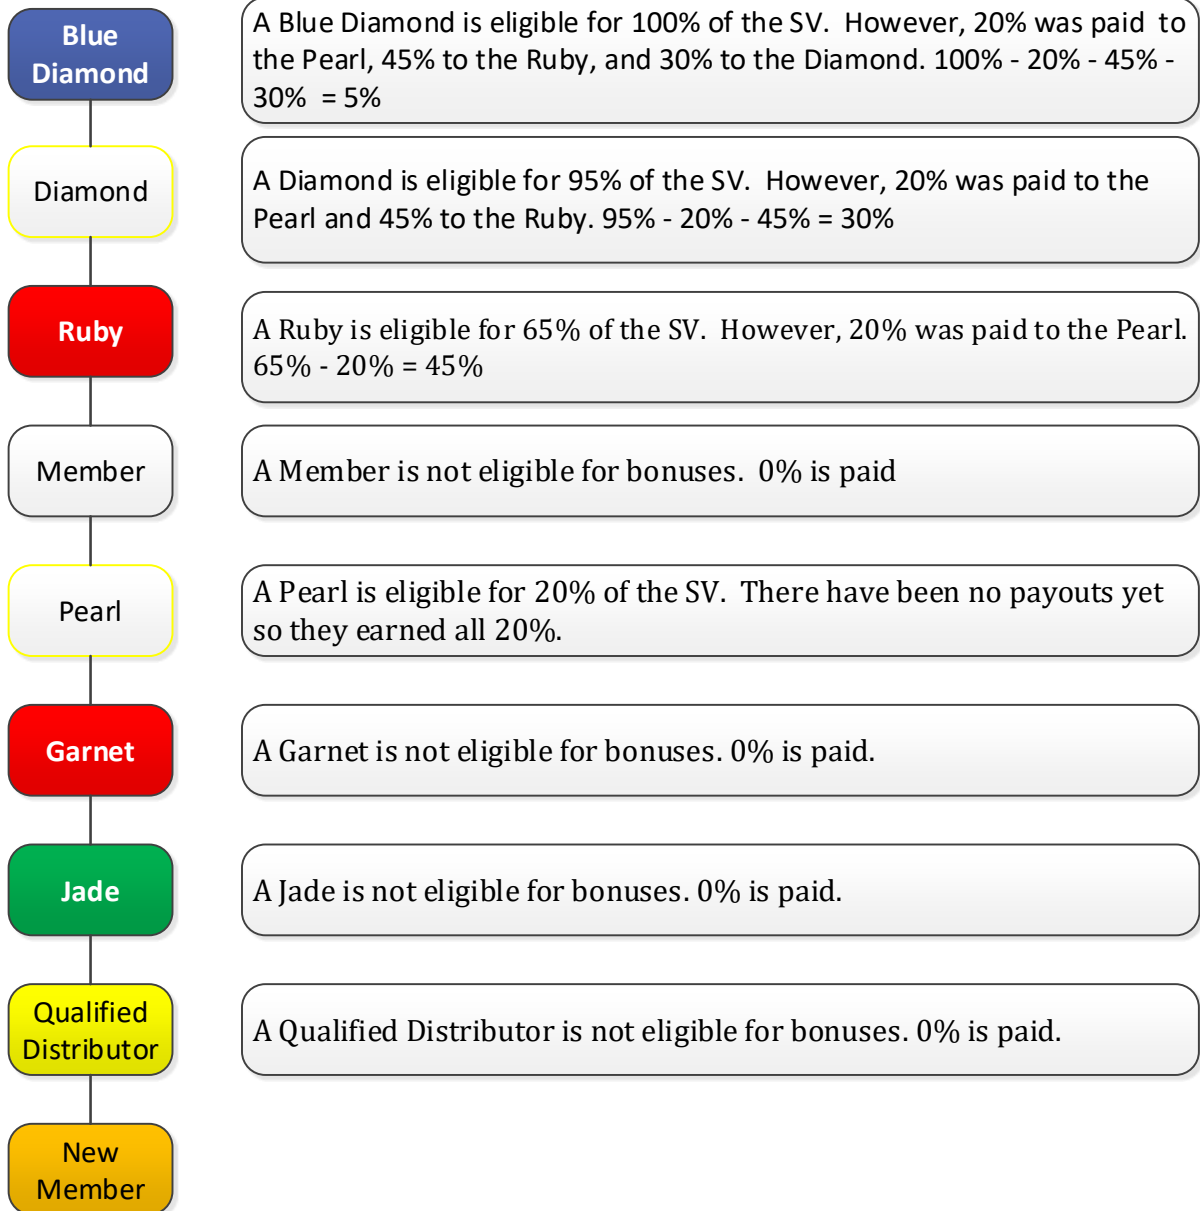 Blue
Diamond
A Blue Diamond is eligible for 100% of the SV.  However, 20% was paid  to
the Pearl, 45% to the Ruby, and 30% to the Diamond. 100% - 20% - 45% -
30%  = 5%
Diamond
A Diamond is eligible for 95% of the SV.  However, 20% was paid to the
Pearl and 45% to the Ruby. 95% - 20% - 45% = 30%
Ruby
A Ruby is eligible for 65% of the SV.  However, 20% was paid to the Pearl.
65% - 20% = 45%
Member
A Member is not eligible for bonuses.  0% is paid
Pearl
A Pearl is eligible for 20% of the SV.  There have been no payouts yet
so they earned all 20%.
Garnet
A Garnet is not eligible for bonuses. 0% is paid.
Jade
A Jade is not eligible for bonuses. 0% is paid.
Qualified
Distributor
A Qualified Distributor is not eligible for bonuses. 0% is paid.
New
Member